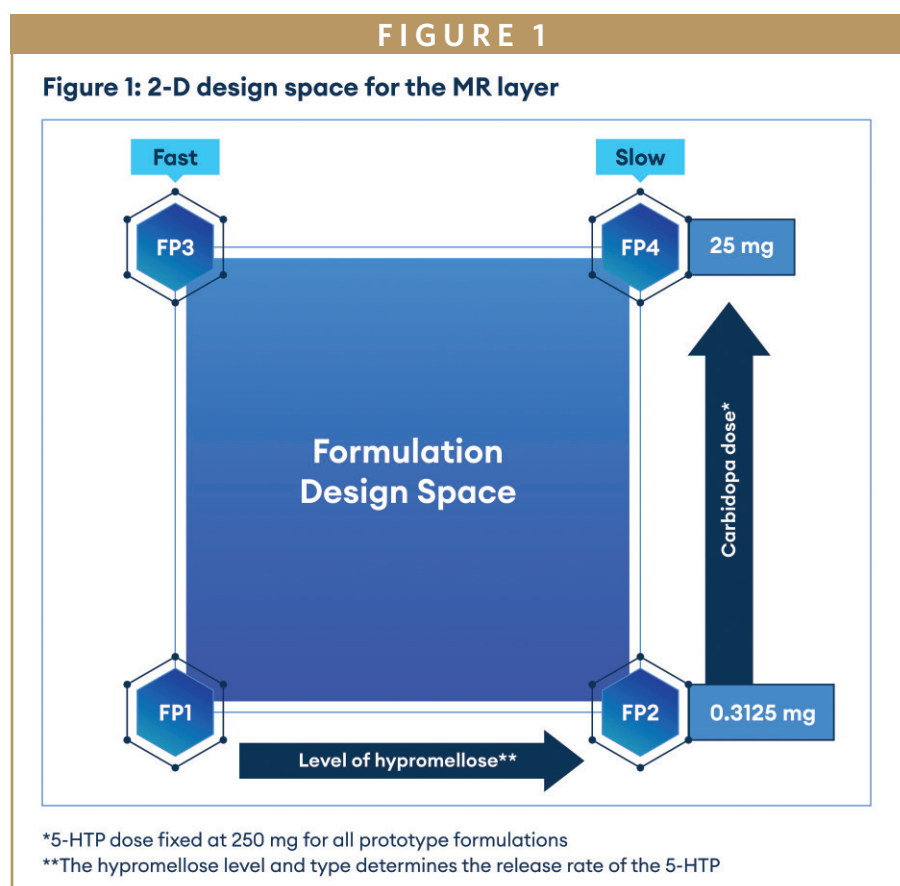 FIGURE 1
Figure 1: 2-D design space for the MR layer
Fast
Slow
FP3
FP4
25 mg
Formulation
Design Space
Carbidopa dose*
FP1
FP2
0.3125 mg
Level of hypromellose**
*5-HTP dose fixed at 250 mg for all prototype formulations
**The hypromellose level and type determines the release rate of the 5-HTP